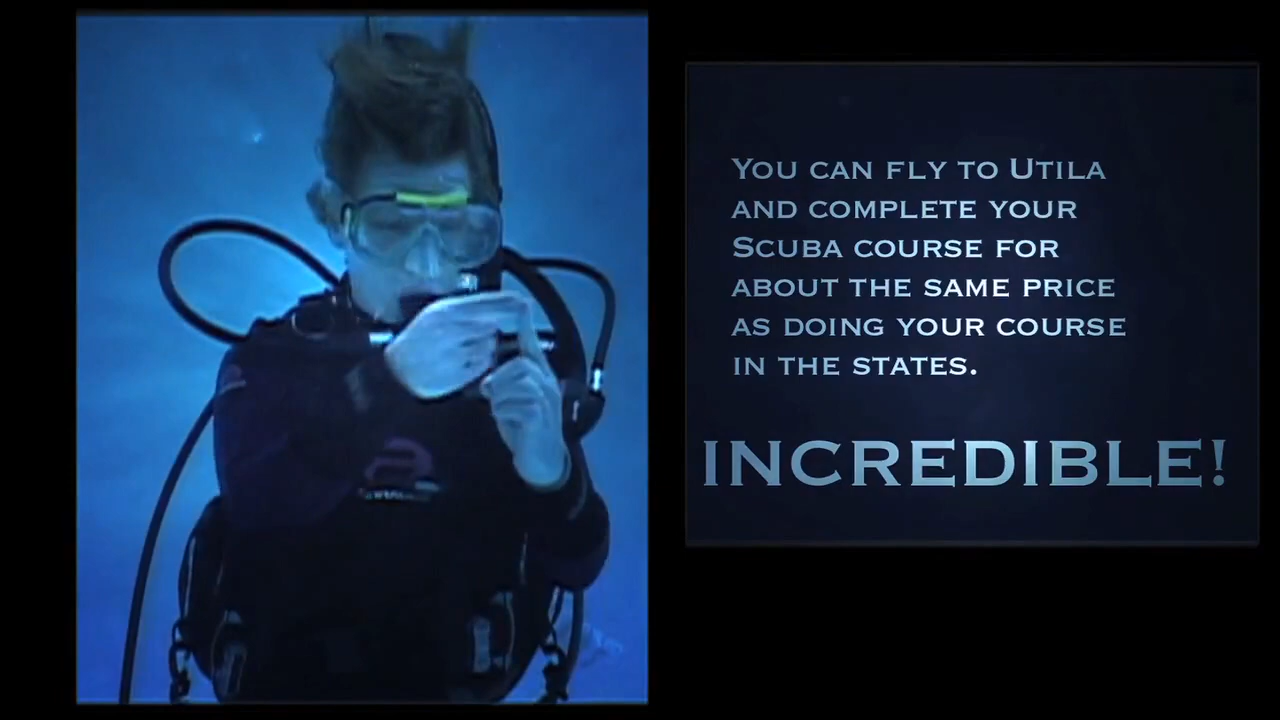 You can fly to Utila
and complete your
Scuba course for
about the same price
as doing your course
in the states.
INCREDIBLE!